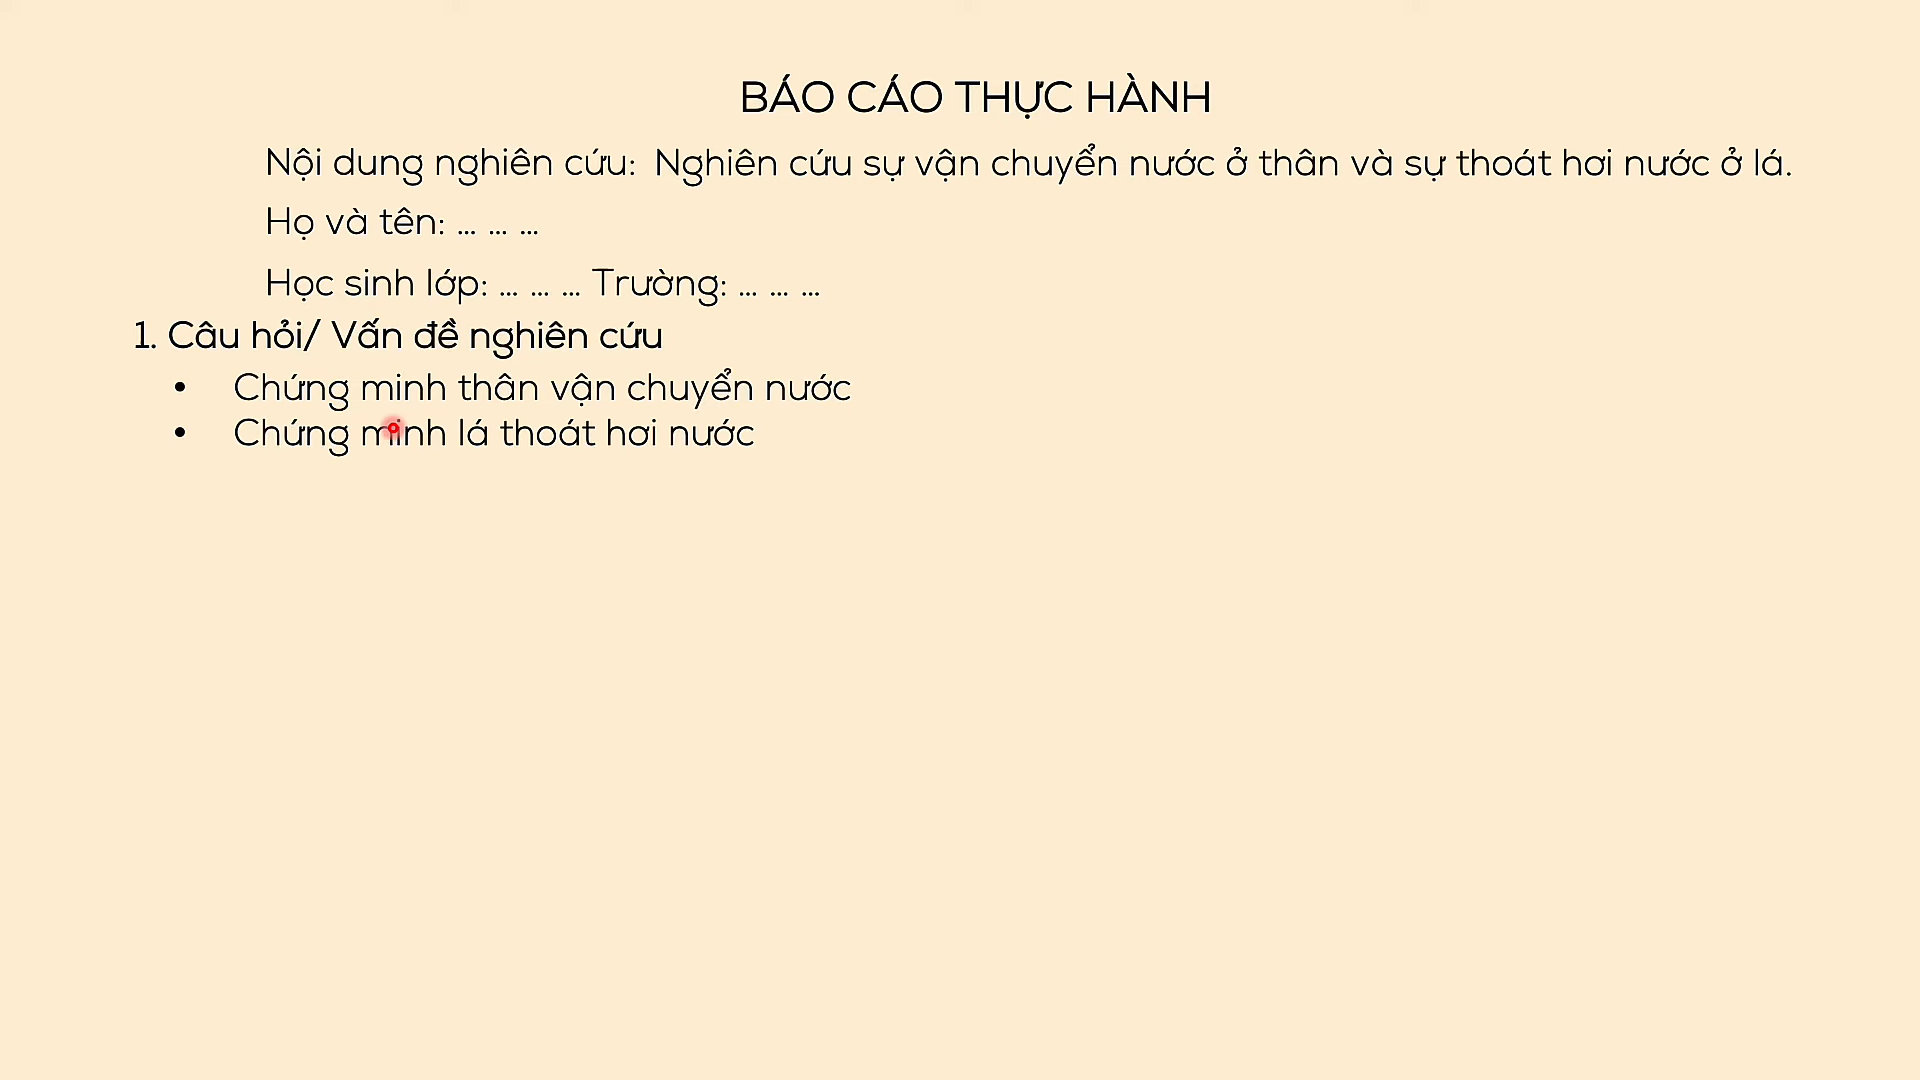 BÁO CÁO THỰC HÀNH
Nội dung nghiên cứu: Nghiên cứu sự vận chuyển nước ở thân và sự thoát hơi nước ở lá.
Họ và tên: ... ... ...
Học sinh lớp: ... ... ... Trường: ... ... ...
1. Câu hỏi/ Vấn đề nghiên cứu
• Chứng minh thân vận chuyển nước
• Chứng minh lá thoát hơi nước